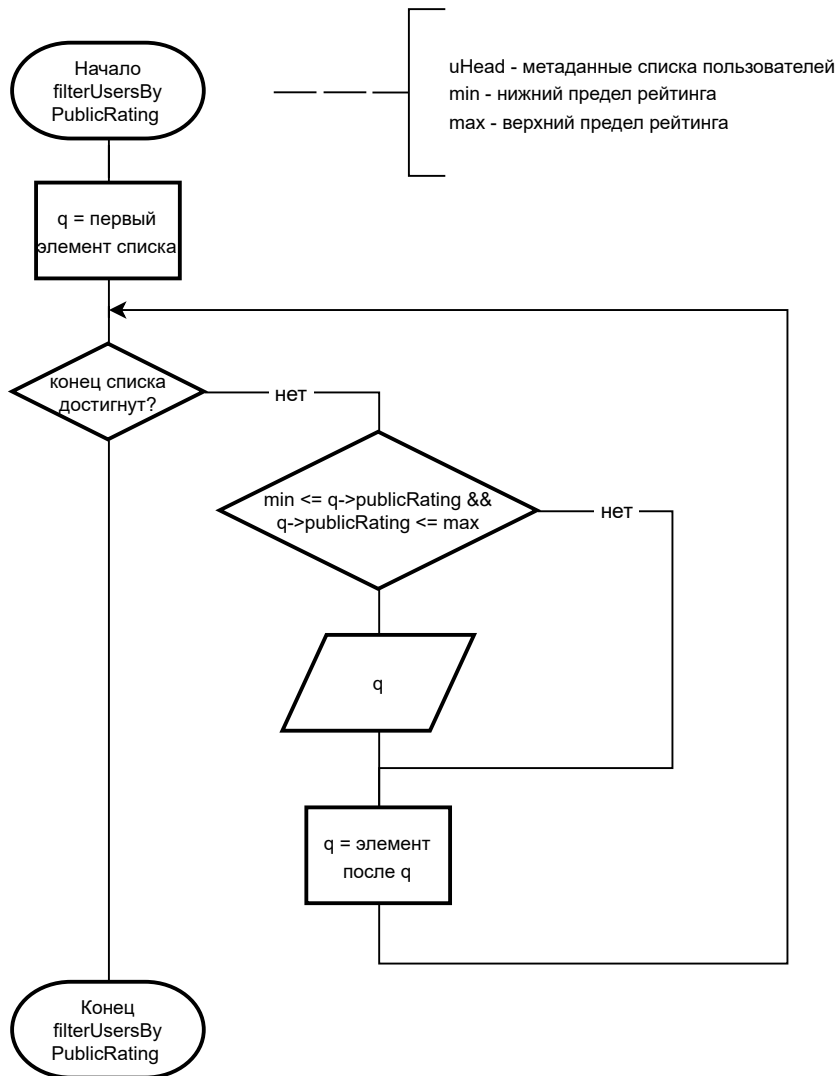 Начало
filterUsersBy
PublicRating
uHead - метаданные списка пользователей
min - нижний предел рейтинга
max - верхний предел рейтинга
q = первый
элемент списка
конец списка
достигнут?
нет
min <= q->publicRating &&
q->publicRating <= max
нет
q
q = элемент
после q
Конец
filterUsersBy
PublicRating